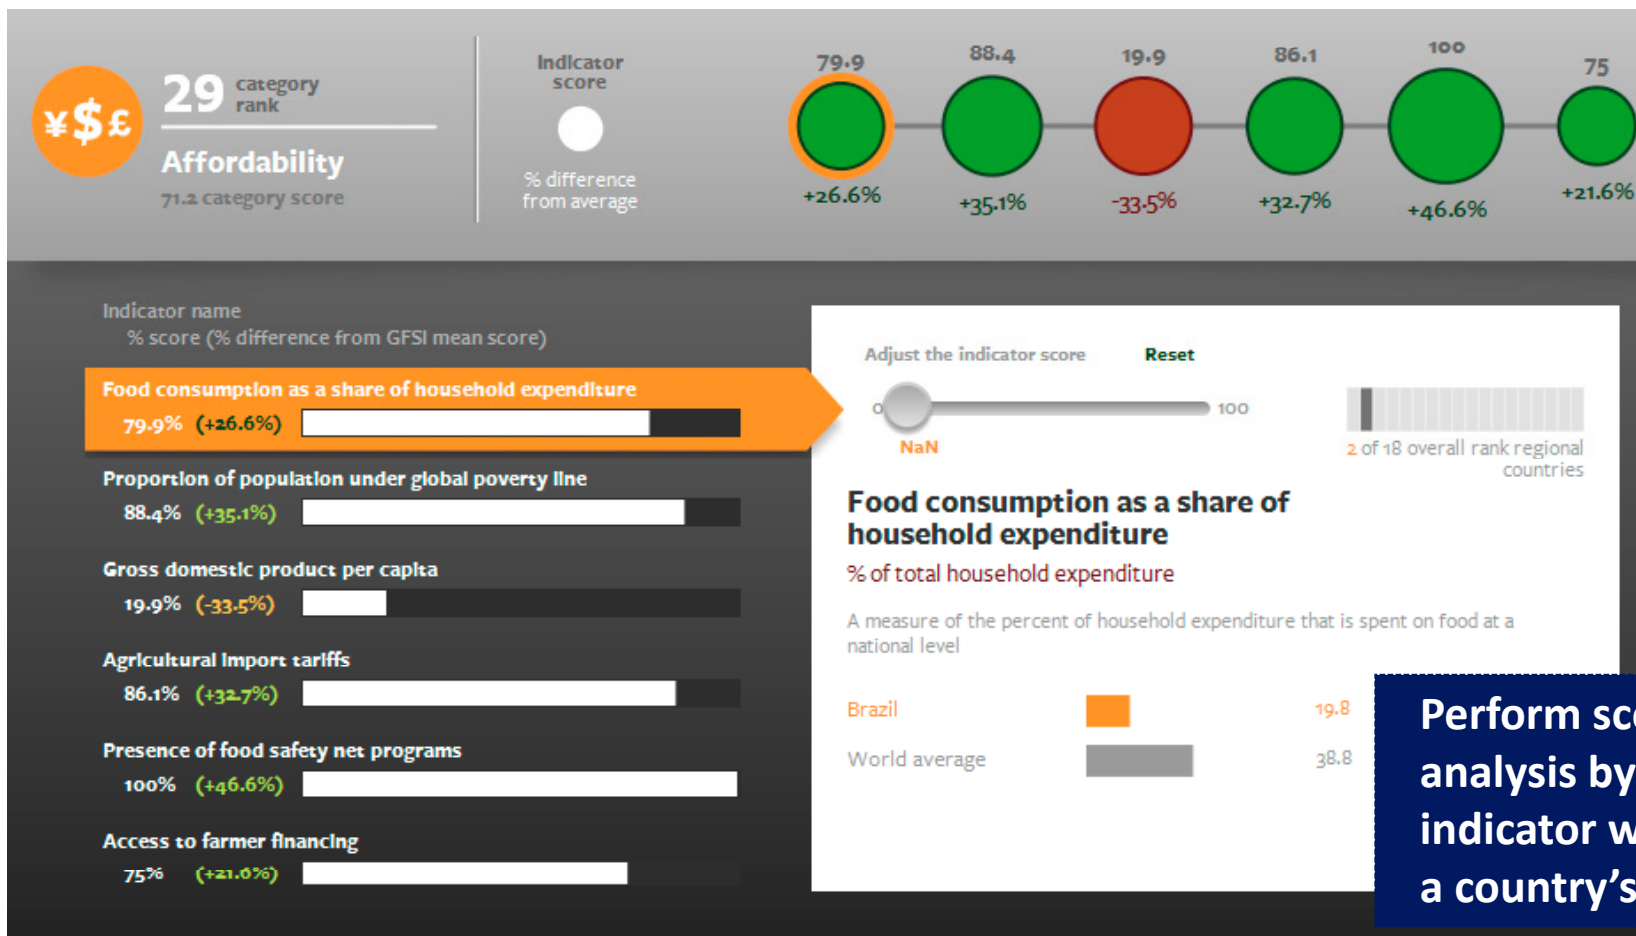 ¥$£
29 category rank
Affordability
71.2 category score
Indicator
score
% difference
from average
79.9
88.4
19.9
86.1
100
75
+26.6%
+35.1%
-33.5%
+32.7%
+46.6%
+21.6%
Indicator name
% score (% difference from GFSI mean score)
Food consumption as a share of household expenditure
79.9% (+26.6%)
Proportion of population under global poverty line
88.4% (+35.1%)
Gross domestic product per capita
19.9% (-33.5%)
Agricultural import tariffs
86.1% (+32.7%)
Presence of food safety net programs
100% (+46.6%)
Access to farmer financing
75% (+21.6%)
Adjust the indicator score Reset
0 100
NaN
2 of 18 overall rank regional
countries
Food consumption as a share of
household expenditure
% of total household expenditure
A measure of the percent of household expenditure that is spent on food at a
national level
Brazil 19.8
World average 38.8
Perform
analysis by
indicator
a country's